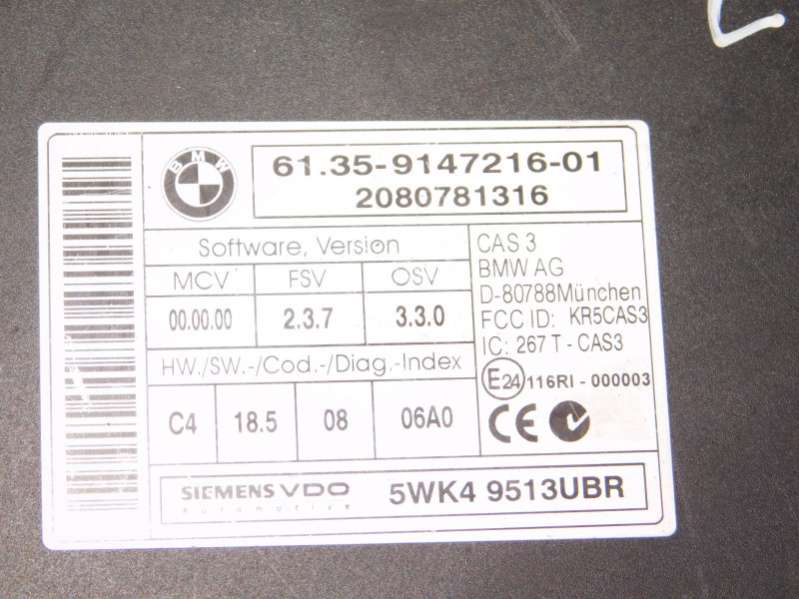 BMW
61.35-9147216-01
2080781316
Software, Version
MCV FSV OSV
00.00.00 2.3.7 3.3.0
HW./SW.-/Cod.-/Diag.-Index
C4 18.5 08 06A0
CAS 3
BMW AG
D-80788München
FCC ID: KR5CAS3
IC: 267 T - CAS3
E24 116RI - 000003
CE
SIEMENS VDO
Automotive
5WK4 9513UBR